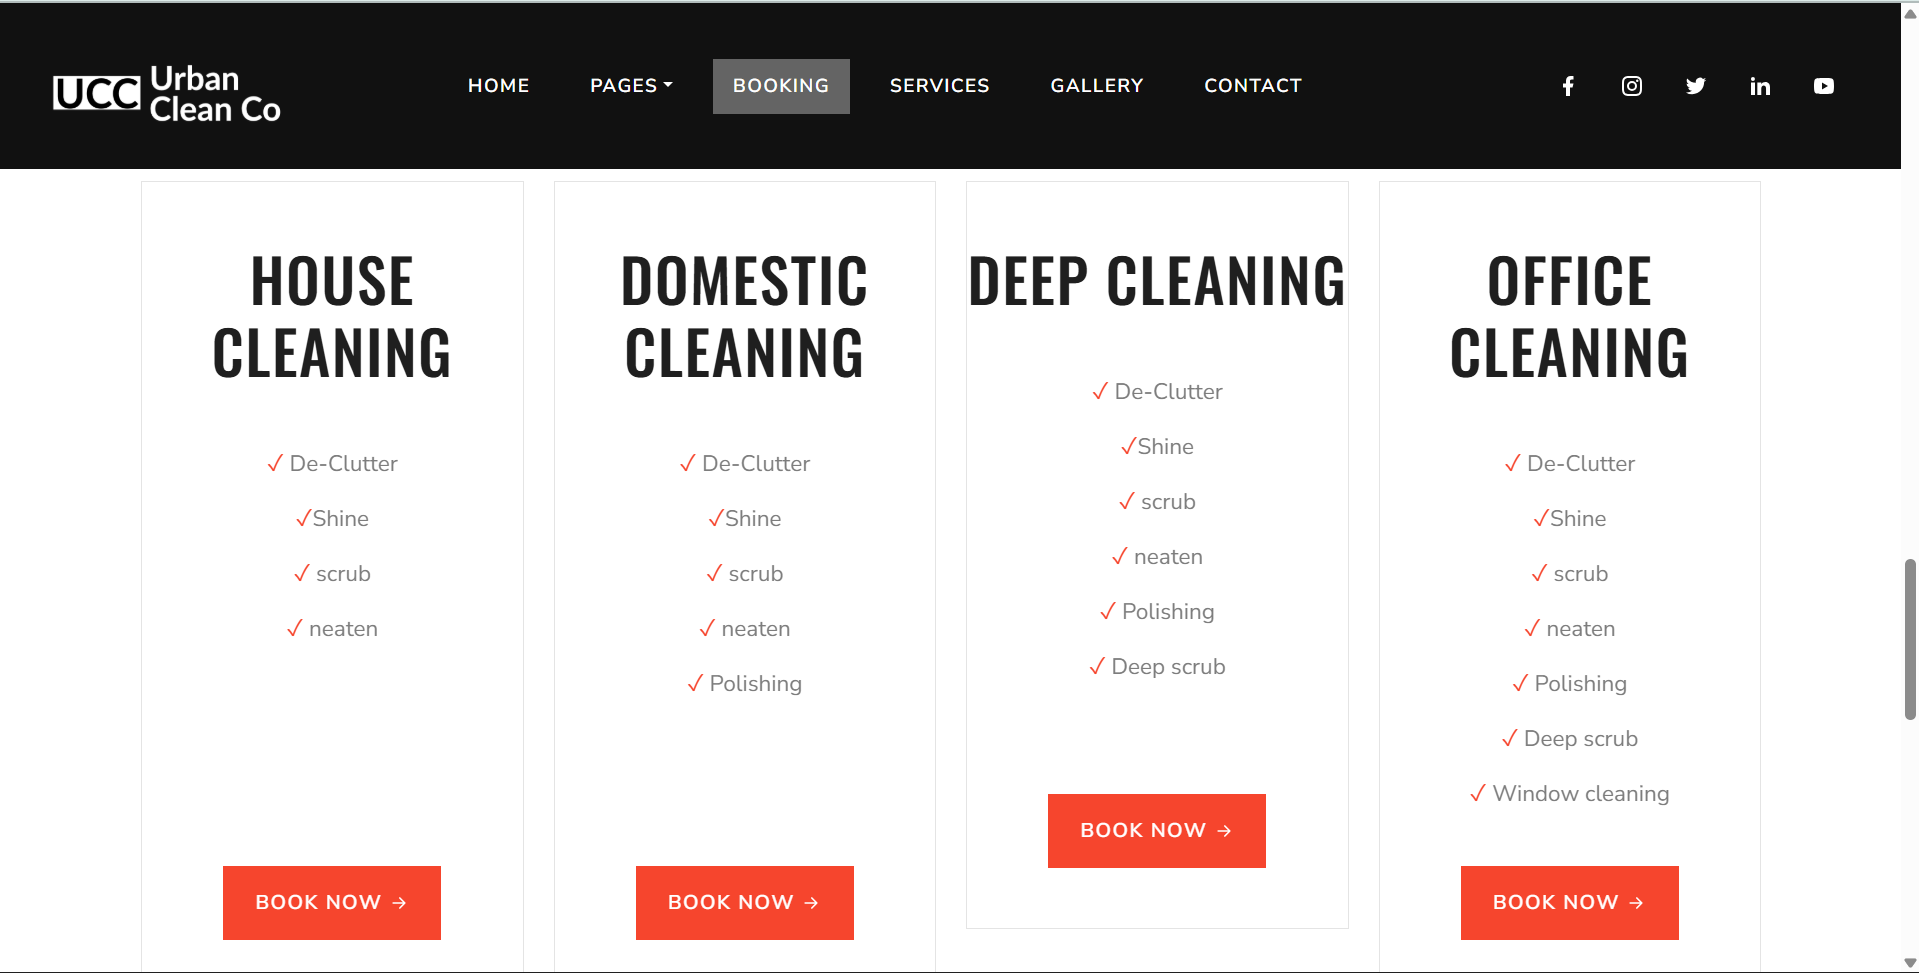 UCC Urban
Clean Co
HOME PAGES BOOKING SERVICES GALLERY CONTACT
HOUSE
CLEANING
✓ De-Clutter
✓Shine
✓ scrub
✓ neaten
BOOK NOW →
DOMESTIC
CLEANING
✓ De-Clutter
✓Shine
✓ scrub
✓ neaten
✓ Polishing
BOOK NOW →
DEEP CLEANING
✓ De-Clutter
✓Shine
✓ scrub
✓ neaten
✓ Polishing
✓ Deep scrub
BOOK NOW →
OFFICE
CLEANING
✓ De-Clutter
✓Shine
✓ scrub
✓ neaten
✓ Polishing
✓ Deep scrub
✓ Window cleaning
BOOK NOW →